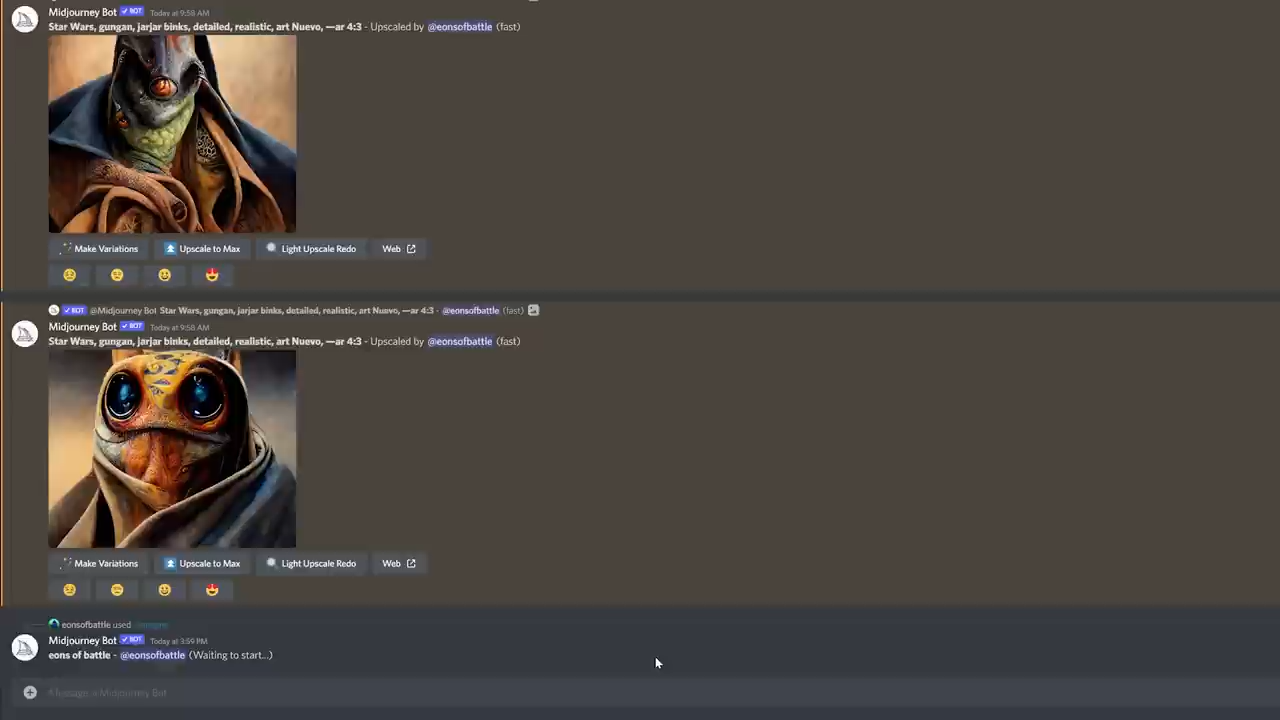 Midjourney Bot ✓ BOT Today at 9:58 AM
Star Wars, gungan, jarjar binks, detailed, realistic, art Nuevo, —ar 4:3 - Upscaled by @eonsofbattle (fast)
Make Variations Upscale to Max Light Upscale Redo Web
✓ BOT @Midjourney Bot Star Wars, gungan, jarjar binks, detailed, realistic, art Nuevo, —ar 4:3 - @eonsofbattle (fast)
Midjourney Bot ✓ BOT Today at 9:58 AM
Star Wars, gungan, jarjar binks, detailed, realistic, art Nuevo, —ar 4:3 - Upscaled by @eonsofbattle (fast)
Make Variations Upscale to Max Light Upscale Redo Web
eonsofbattle used
Midjourney Bot ✓ BOT Today at 3:59 PM
eons of battle - @eonsofbattle (Waiting to start...)
Message @Midjourney Bot